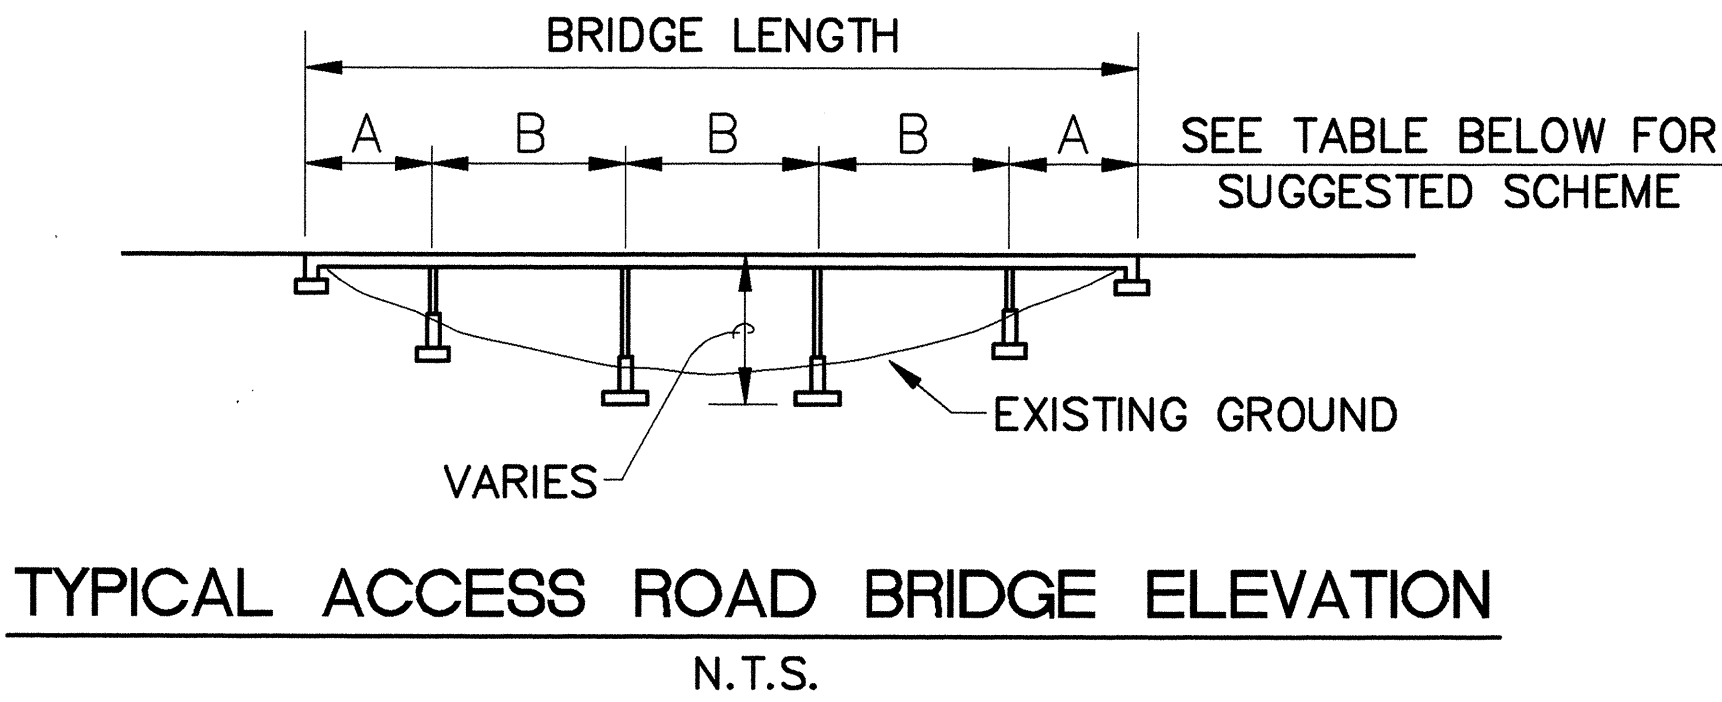 BRIDGE LENGTH
A B B B A
SEE TABLE BELOW FOR
SUGGESTED SCHEME
EXISTING GROUND
VARIES
TYPICAL ACCESS ROAD BRIDGE ELEVATION
N.T.S.